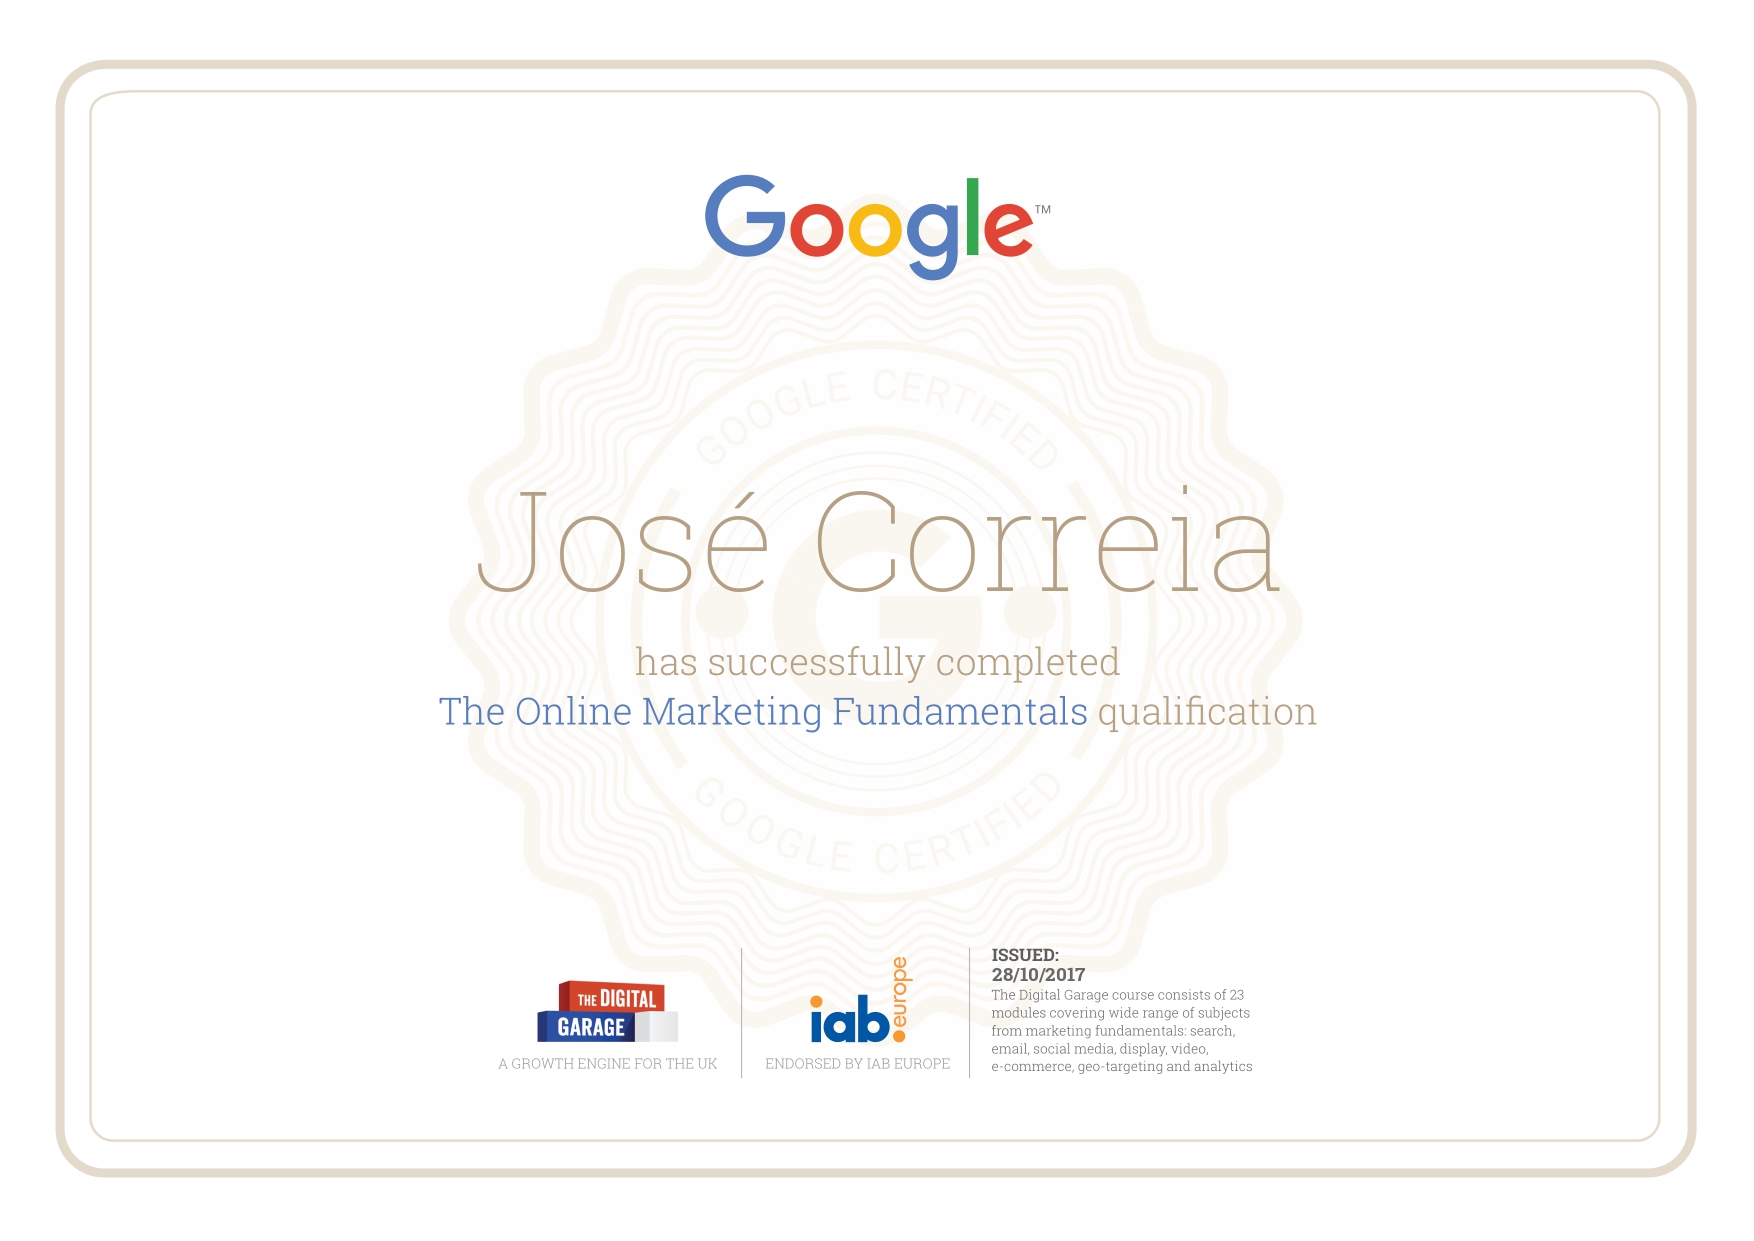 Google™
GOOGLE CERTIFIED
José Correia
has successfully completed
The Online Marketing Fundamentals qualification
GOOGLE CERTIFIED
THE DIGITAL
GARAGE
A GROWTH ENGINE FOR THE UK
iab europe
ENDORSED BY IAB EUROPE
ISSUED:
28/10/2017
The Digital Garage course consists of 23
modules covering wide range of subjects
from marketing fundamentals: search,
email, social media, display, video,
e-commerce, geo-targeting and analytics